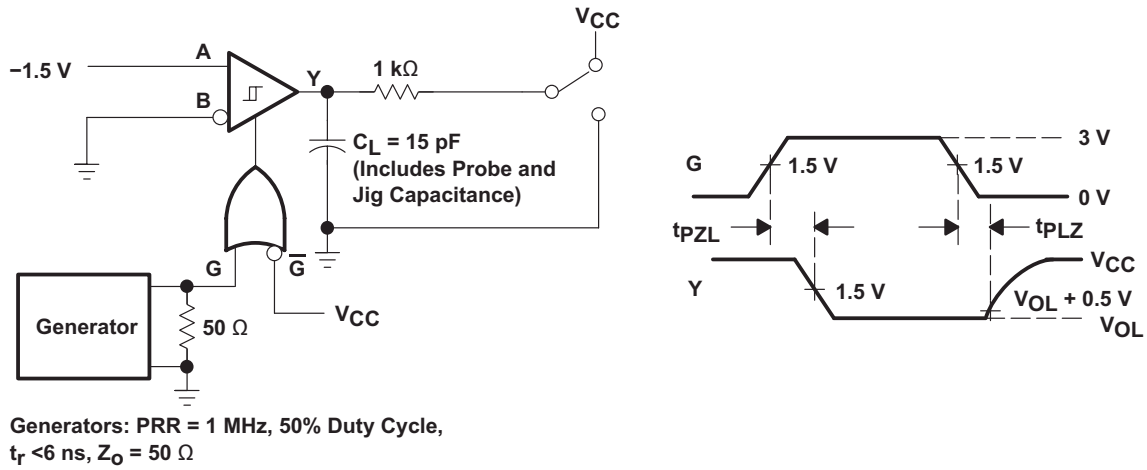 VCC
A
−1.5 V
Y
1 kΩ
B
CL = 15 pF
(Includes Probe and
Jig Capacitance)
G
G̅
Generator
50 Ω
VCC
Generators: PRR = 1 MHz, 50% Duty Cycle,
tr <6 ns, Zo = 50 Ω
3 V
G
1.5 V
1.5 V
0 V
tPZL
tPLZ
VCC
Y
1.5 V
VOL + 0.5 V
VOL